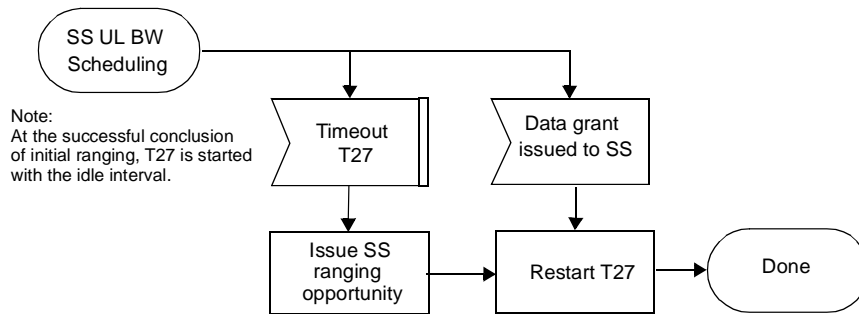 SS UL BW
Scheduling
Note:
At the successful conclusion
of initial ranging, T27 is started
with the idle interval.
Timeout
T27
Data grant
issued to SS
Issue SS
ranging
opportunity
Restart T27
Done